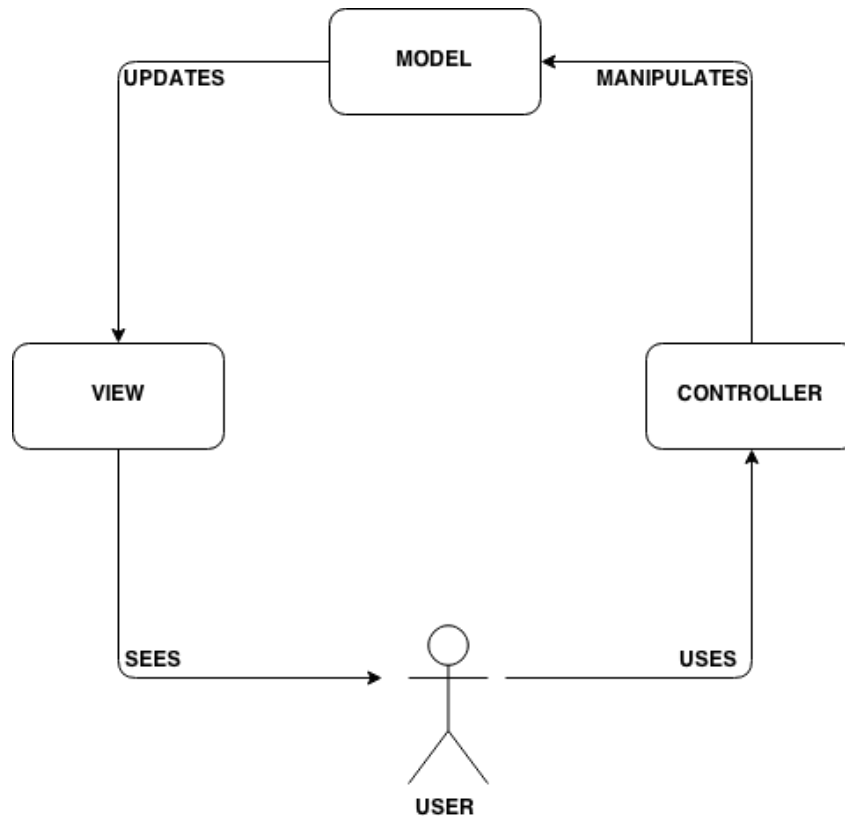 MODEL
UPDATES
MANIPULATES
VIEW
CONTROLLER
SEES
USES
USER